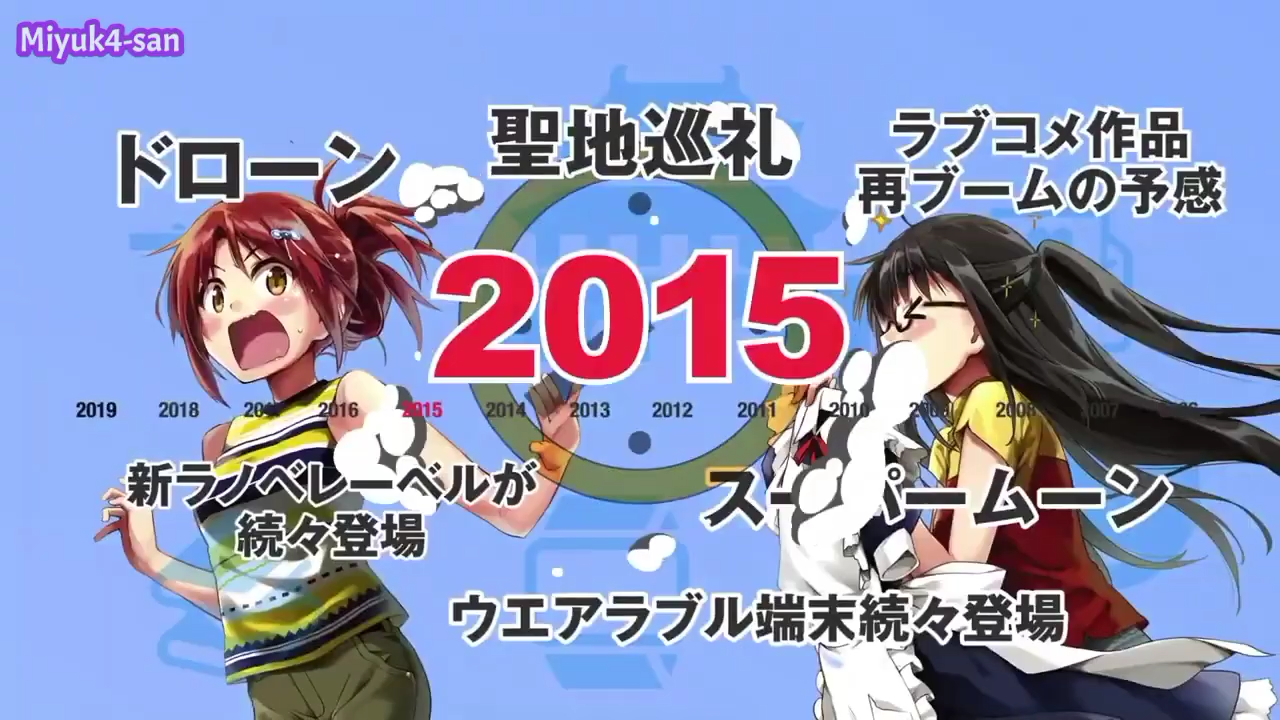 Miyuk4-san
聖地巡礼
ドローン
ラブコメ作品
再ブームの予感
2015
2019 2018 2016 2015 2014 2013 2012 2011 2010 2008 2007
新ラノベレーベルが
続々登場
スーパームーン
ウエアラブル端末続々登場